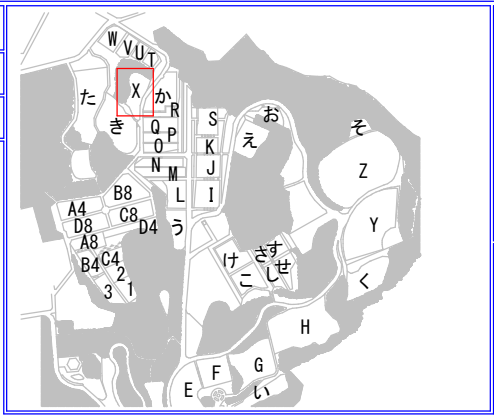 W V U T
X
た か
R
き Q P S お
O え そ
K
N M J Z
B8 L I
A4 C8
D8 D4 う Y
A8
B4 C4 け さ す
2 こ し せ く
3 1
H
G
F
E い